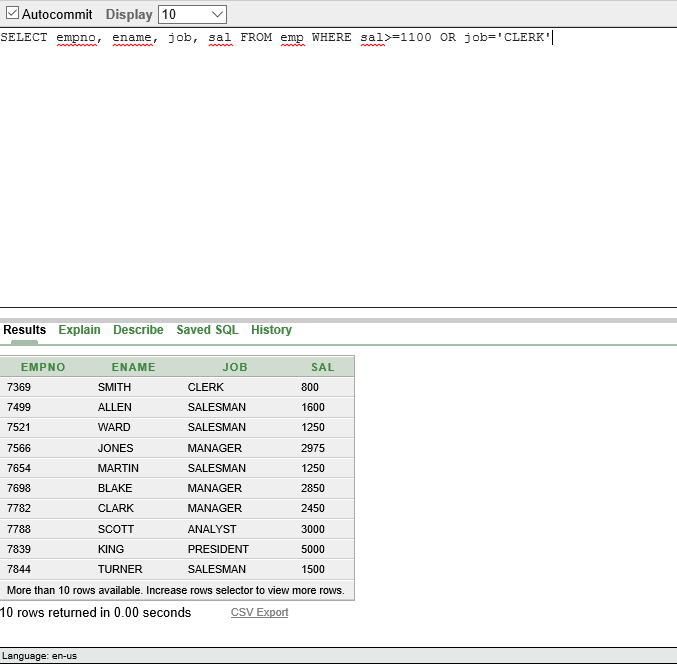 Autocommit Display 10
SELECT empno, ename, job, sal FROM emp WHERE sal>=1100 OR job='CLERK'
Results Explain Describe Saved SQL History
EMPNO ENAME JOB SAL
7369 SMITH CLERK 800
7499 ALLEN SALESMAN 1600
7521 WARD SALESMAN 1250
7566 JONES MANAGER 2975
7654 MARTIN SALESMAN 1250
7698 BLAKE MANAGER 2850
7782 CLARK MANAGER 2450
7788 SCOTT ANALYST 3000
7839 KING PRESIDENT 5000
7844 TURNER SALESMAN 1500
More than 10 rows available. Increase rows selector to view more rows.
10 rows returned in 0.00 seconds CSV Export
Language: en-us